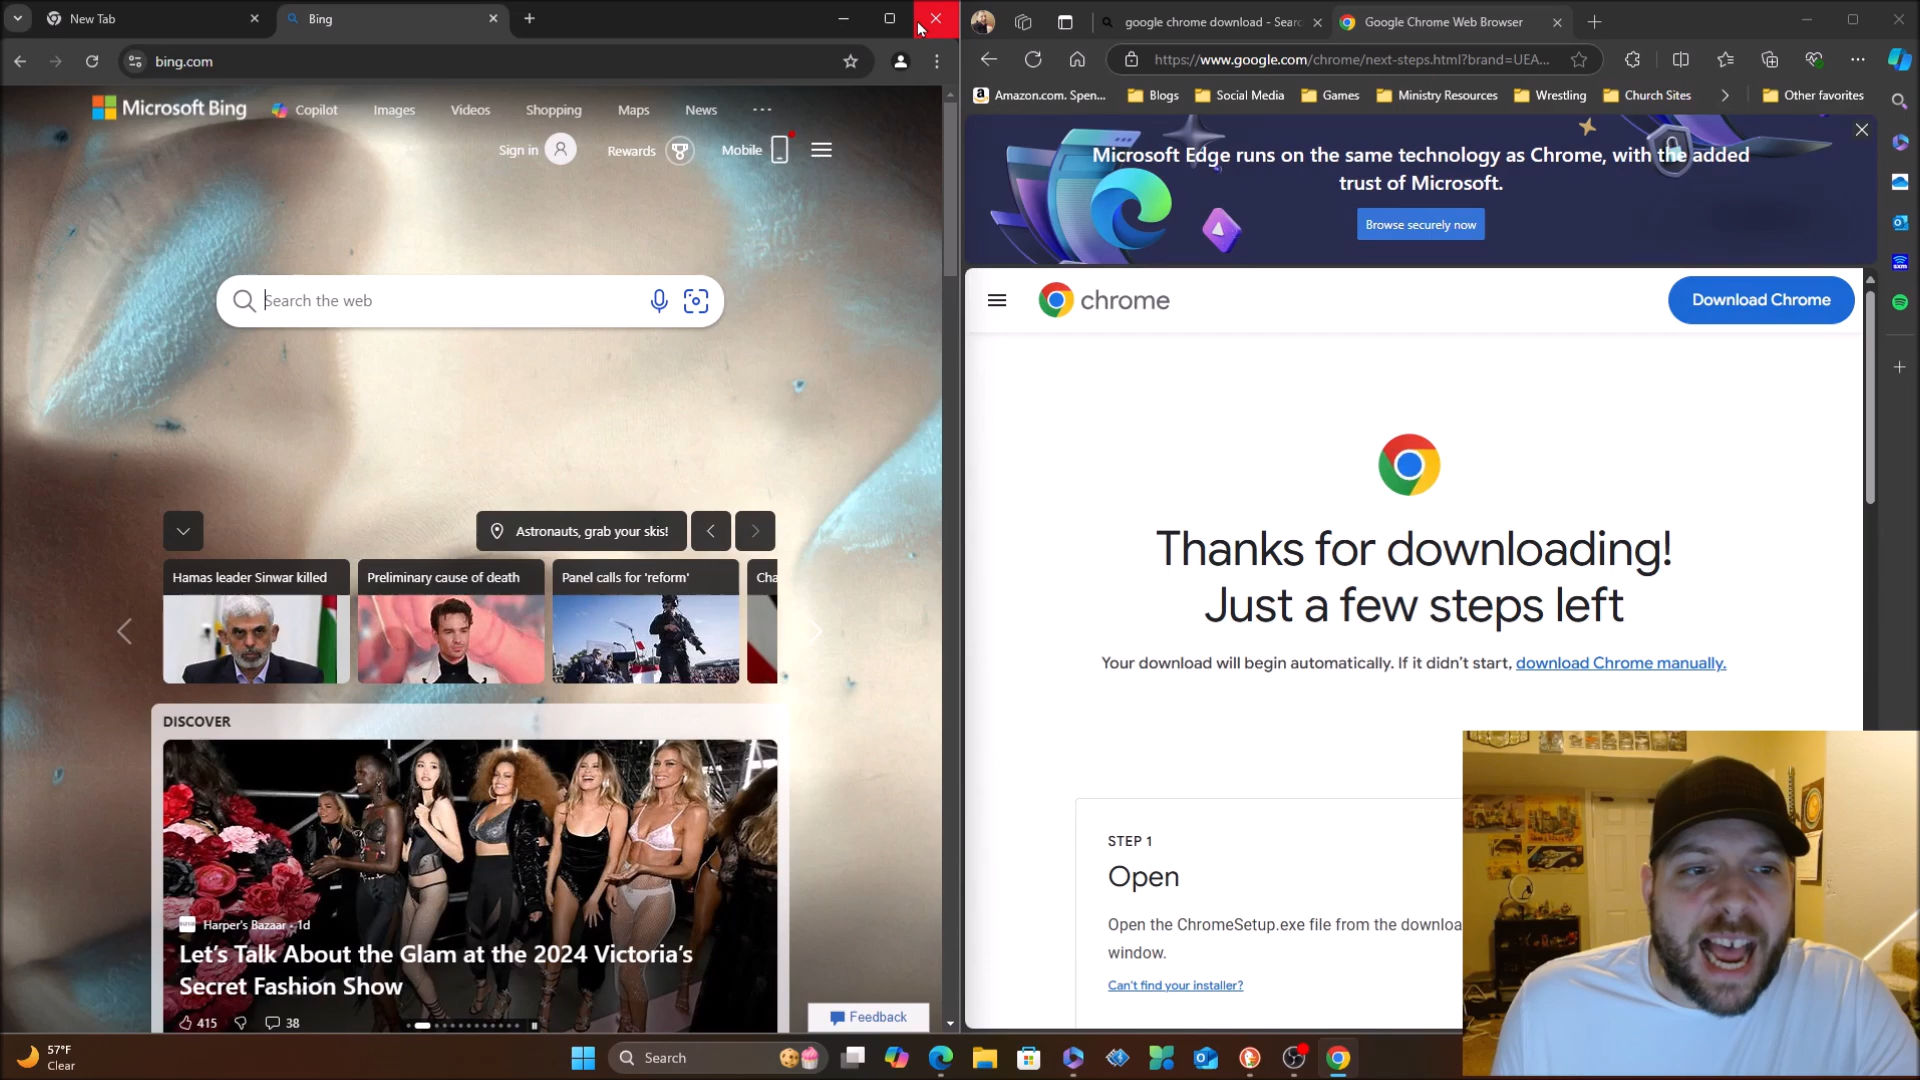 New Tab
Bing
bing.com
Microsoft Bing
Copilot
Images
Videos
Shopping
Maps
News
Sign in
Rewards
Mobile
Search the web
Astronauts, grab your skis!
Hamas leader Sinwar killed
Preliminary cause of death
Panel calls for 'reform'
Cha
DISCOVER
Harper's Bazaar · 1d
Let's Talk About the Glam at the 2024 Victoria's
Secret Fashion Show
415
38
Feedback
google chrome download - Searc
Google Chrome Web Browser
https://www.google.com/chrome/next-steps.html?brand=UEA...
Amazon.com. Spen...
Blogs
Social Media
Games
Ministry Resources
Wrestling
Church Sites
Other favorites
Microsoft Edge runs on the same technology as Chrome, with the added
trust of Microsoft.
Browse securely now
chrome
Download Chrome
Thanks for downloading!
Just a few steps left
Your download will begin automatically. If it didn't start, download Chrome manually.
STEP 1
Open
Open the ChromeSetup.exe file from the downloa
window.
Can't find your installer?
57°F
Clear
Search